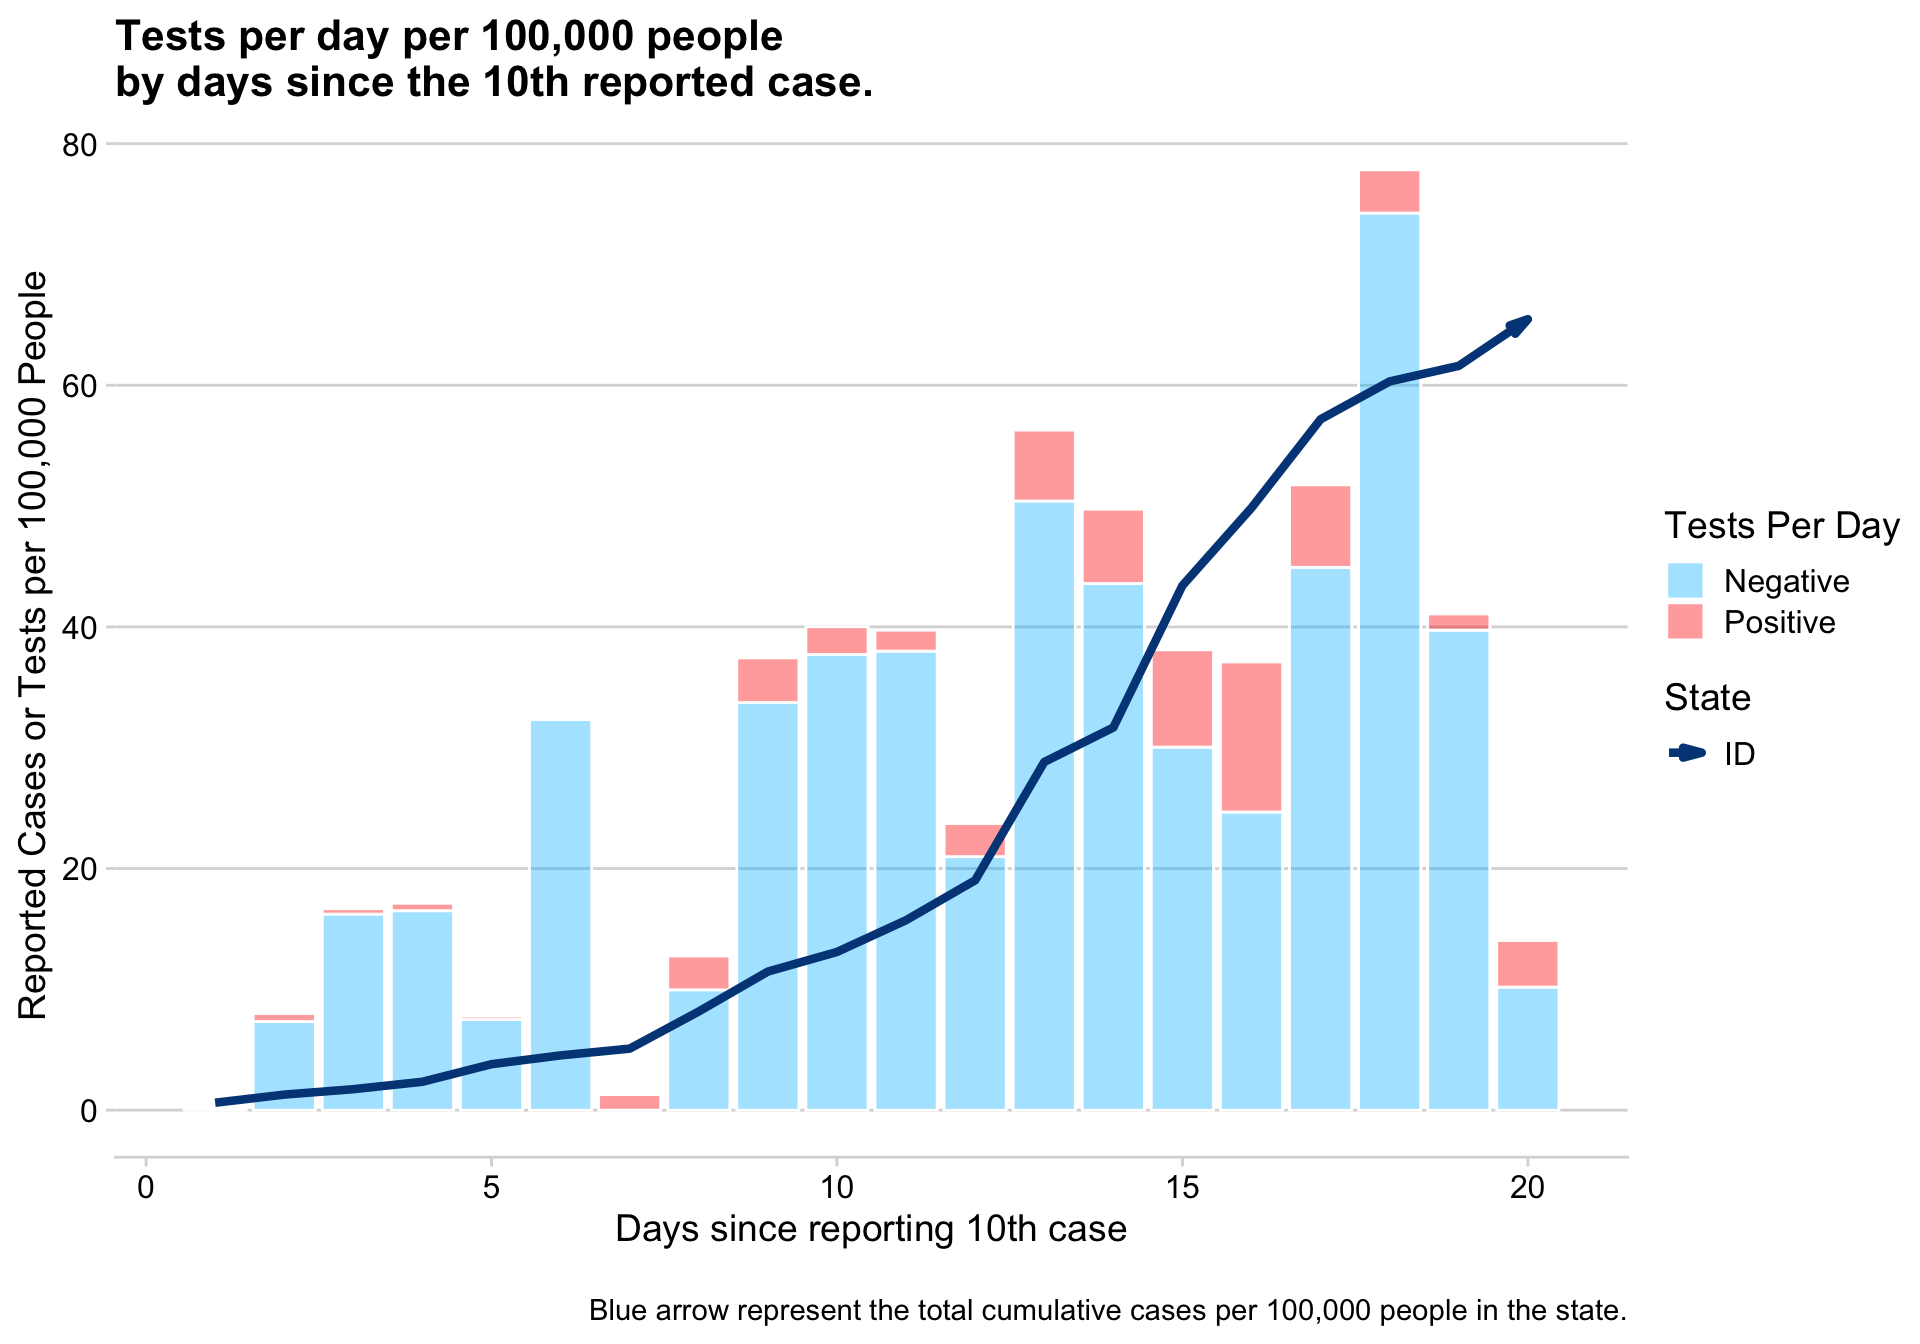 Tests per day per 100,000 people
by days since the 10th reported case.
Reported Cases or Tests per 100,000 People
80
60
40
20
0
0 5 10 15 20
Days since reporting 10th case
Tests Per Day
Negative
Positive
State
ID
Blue arrow represent the total cumulative cases per 100,000 people in the state.